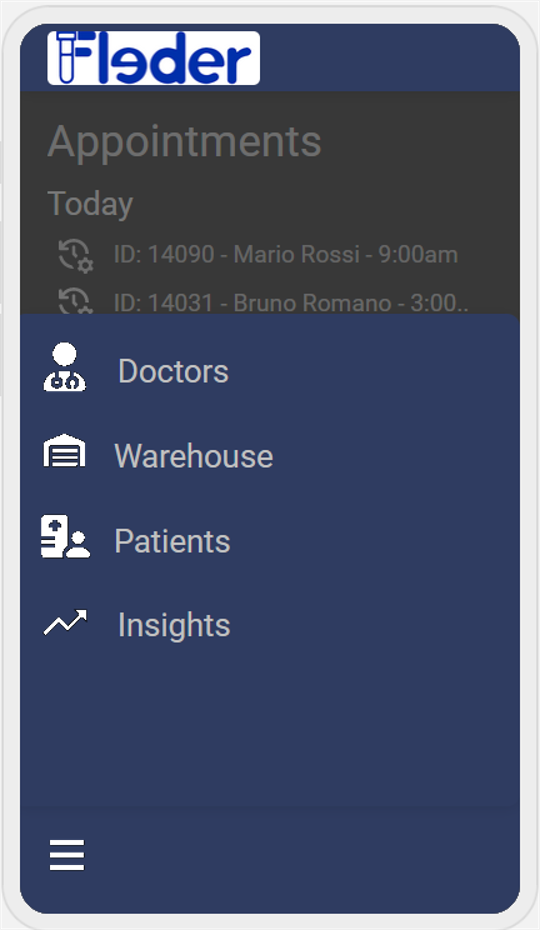 Fleder
Appointments
Today
ID: 14090 - Mario Rossi - 9:00am
ID: 14031 - Bruno Romano - 3:00..
Doctors
Warehouse
Patients
Insights